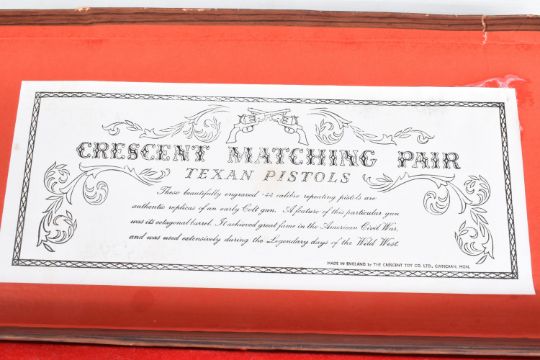 CRESCENT MATCHING PAIR
TEXAN PISTOLS
These beautifully engraved ·44 calibre repeating pistols are
authentic replicas of an early Colt gun. A feature of this particular gun
was its octagonal barrel. It achieved great fame in the American Civil War,
and was used extensively during the Legendary days of the Wild West.
MADE IN ENGLAND by THE CRESCENT TOY CO. LTD., CWMCARN, MON.